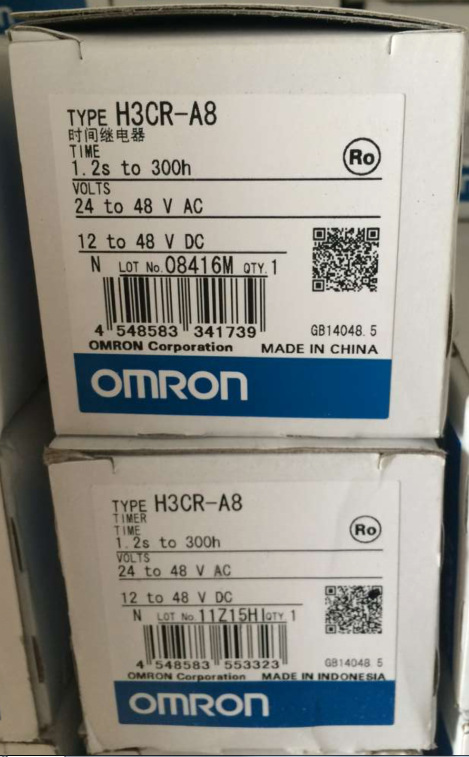 TYPE H3CR-A8
时间继电器
TIME
1.2s to 300h
Ro
VOLTS
24 to 48 V AC
12 to 48 V DC
N LOT No.08416M QTY.1
4 548583 341739
GB14048.5
OMRON Corporation MADE IN CHINA
OMRON
TYPE H3CR-A8
TIMER
TIME
1.2s to 300h
Ro
VOLTS
24 to 48 V AC
12 to 48 V DC
N LOT No.11Z15HI QTY.1
4 548583 553323
GB14048.5
OMRON Corporation MADE IN INDONESIA
OMRON